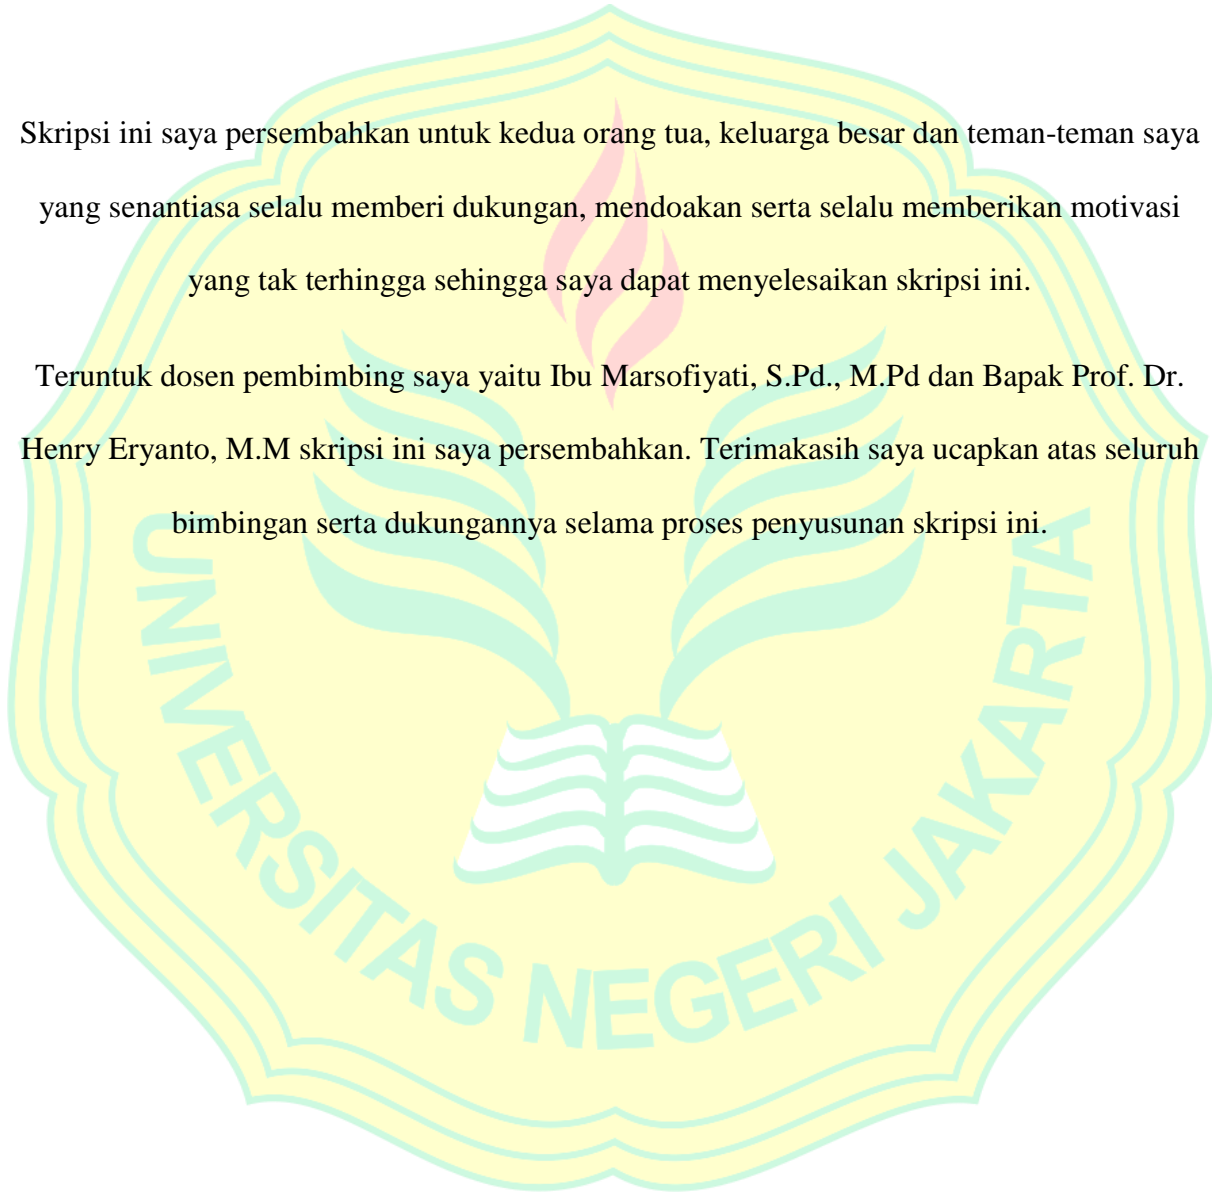 Skripsi ini saya persembahkan untuk kedua orang tua, keluarga besar dan teman-teman saya
yang senantiasa selalu memberi dukungan, mendoakan serta selalu memberikan motivasi
yang tak terhingga sehingga saya dapat menyelesaikan skripsi ini.
Teruntuk dosen pembimbing saya yaitu Ibu Marsofiyati, S.Pd., M.Pd dan Bapak Prof. Dr.
Henry Eryanto, M.M skripsi ini saya persembahkan. Terimakasih saya ucapkan atas seluruh
bimbingan serta dukungannya selama proses penyusunan skripsi ini.
UNIVERSITAS NEGERI JAKARTA